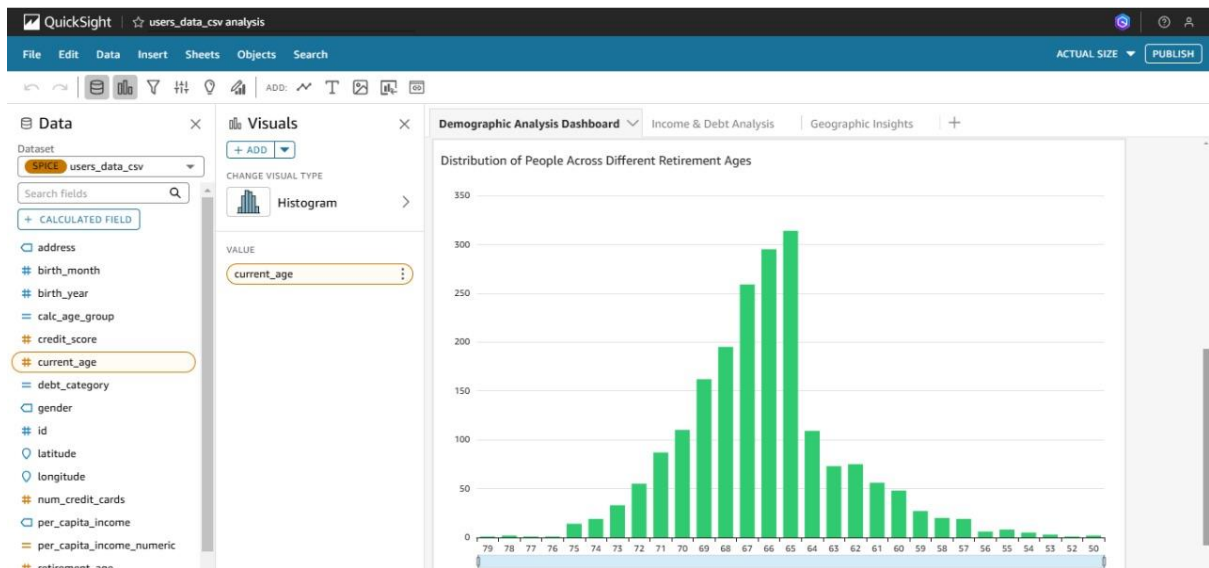 QuickSight users_data_csv analysis
File Edit Data Insert Sheets Objects Search ACTUAL SIZE PUBLISH
ADD: T
Data
Dataset
SPICE users_data_csv
Search fields
+ CALCULATED FIELD
address
# birth_month
# birth_year
= calc_age_group
# credit_score
# current_age
= debt_category
gender
# id
latitude
longitude
# num_credit_cards
per_capita_income
= per_capita_income_numeric
# retirement_age
Visuals
+ ADD
CHANGE VISUAL TYPE
Histogram
VALUE
current_age
Demographic Analysis Dashboard Income & Debt Analysis Geographic Insights +
Distribution of People Across Different Retirement Ages
350
300
250
200
150
100
50
0
79 78 77 76 75 74 73 72 71 70 69 68 67 66 65 64 63 62 61 60 59 58 57 56 55 54 53 52 50